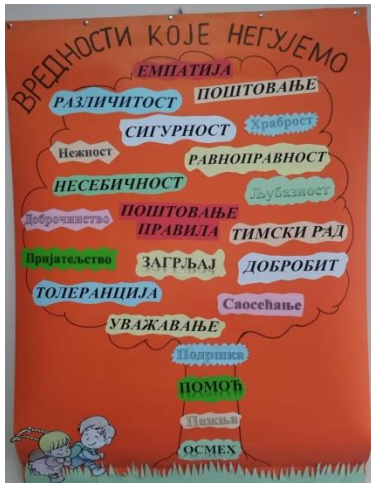 ВРЕДНОСТИ КОЈЕ НЕГУЈЕМО
ЕМПАТИЈА
ПОШТОВАЊЕ
РАЗЛИЧИТОСТ
СИГУРНОСТ
Храброст
Нежност
РАВНОПРАВНОСТ
НЕСЕБИЧНОСТ
Љубазност
Доброчинство
ПОШТОВАЊЕ
ПРАВИЛА
ТИМСКИ РАД
Пријатељство
ЗАГРЉАЈ
ДОБРОБИТ
ТОЛЕРАНЦИЈА
Саосећање
УВАЖАВАЊЕ
Подршка
ПОМОЋ
Пажња
ОСМЕХ